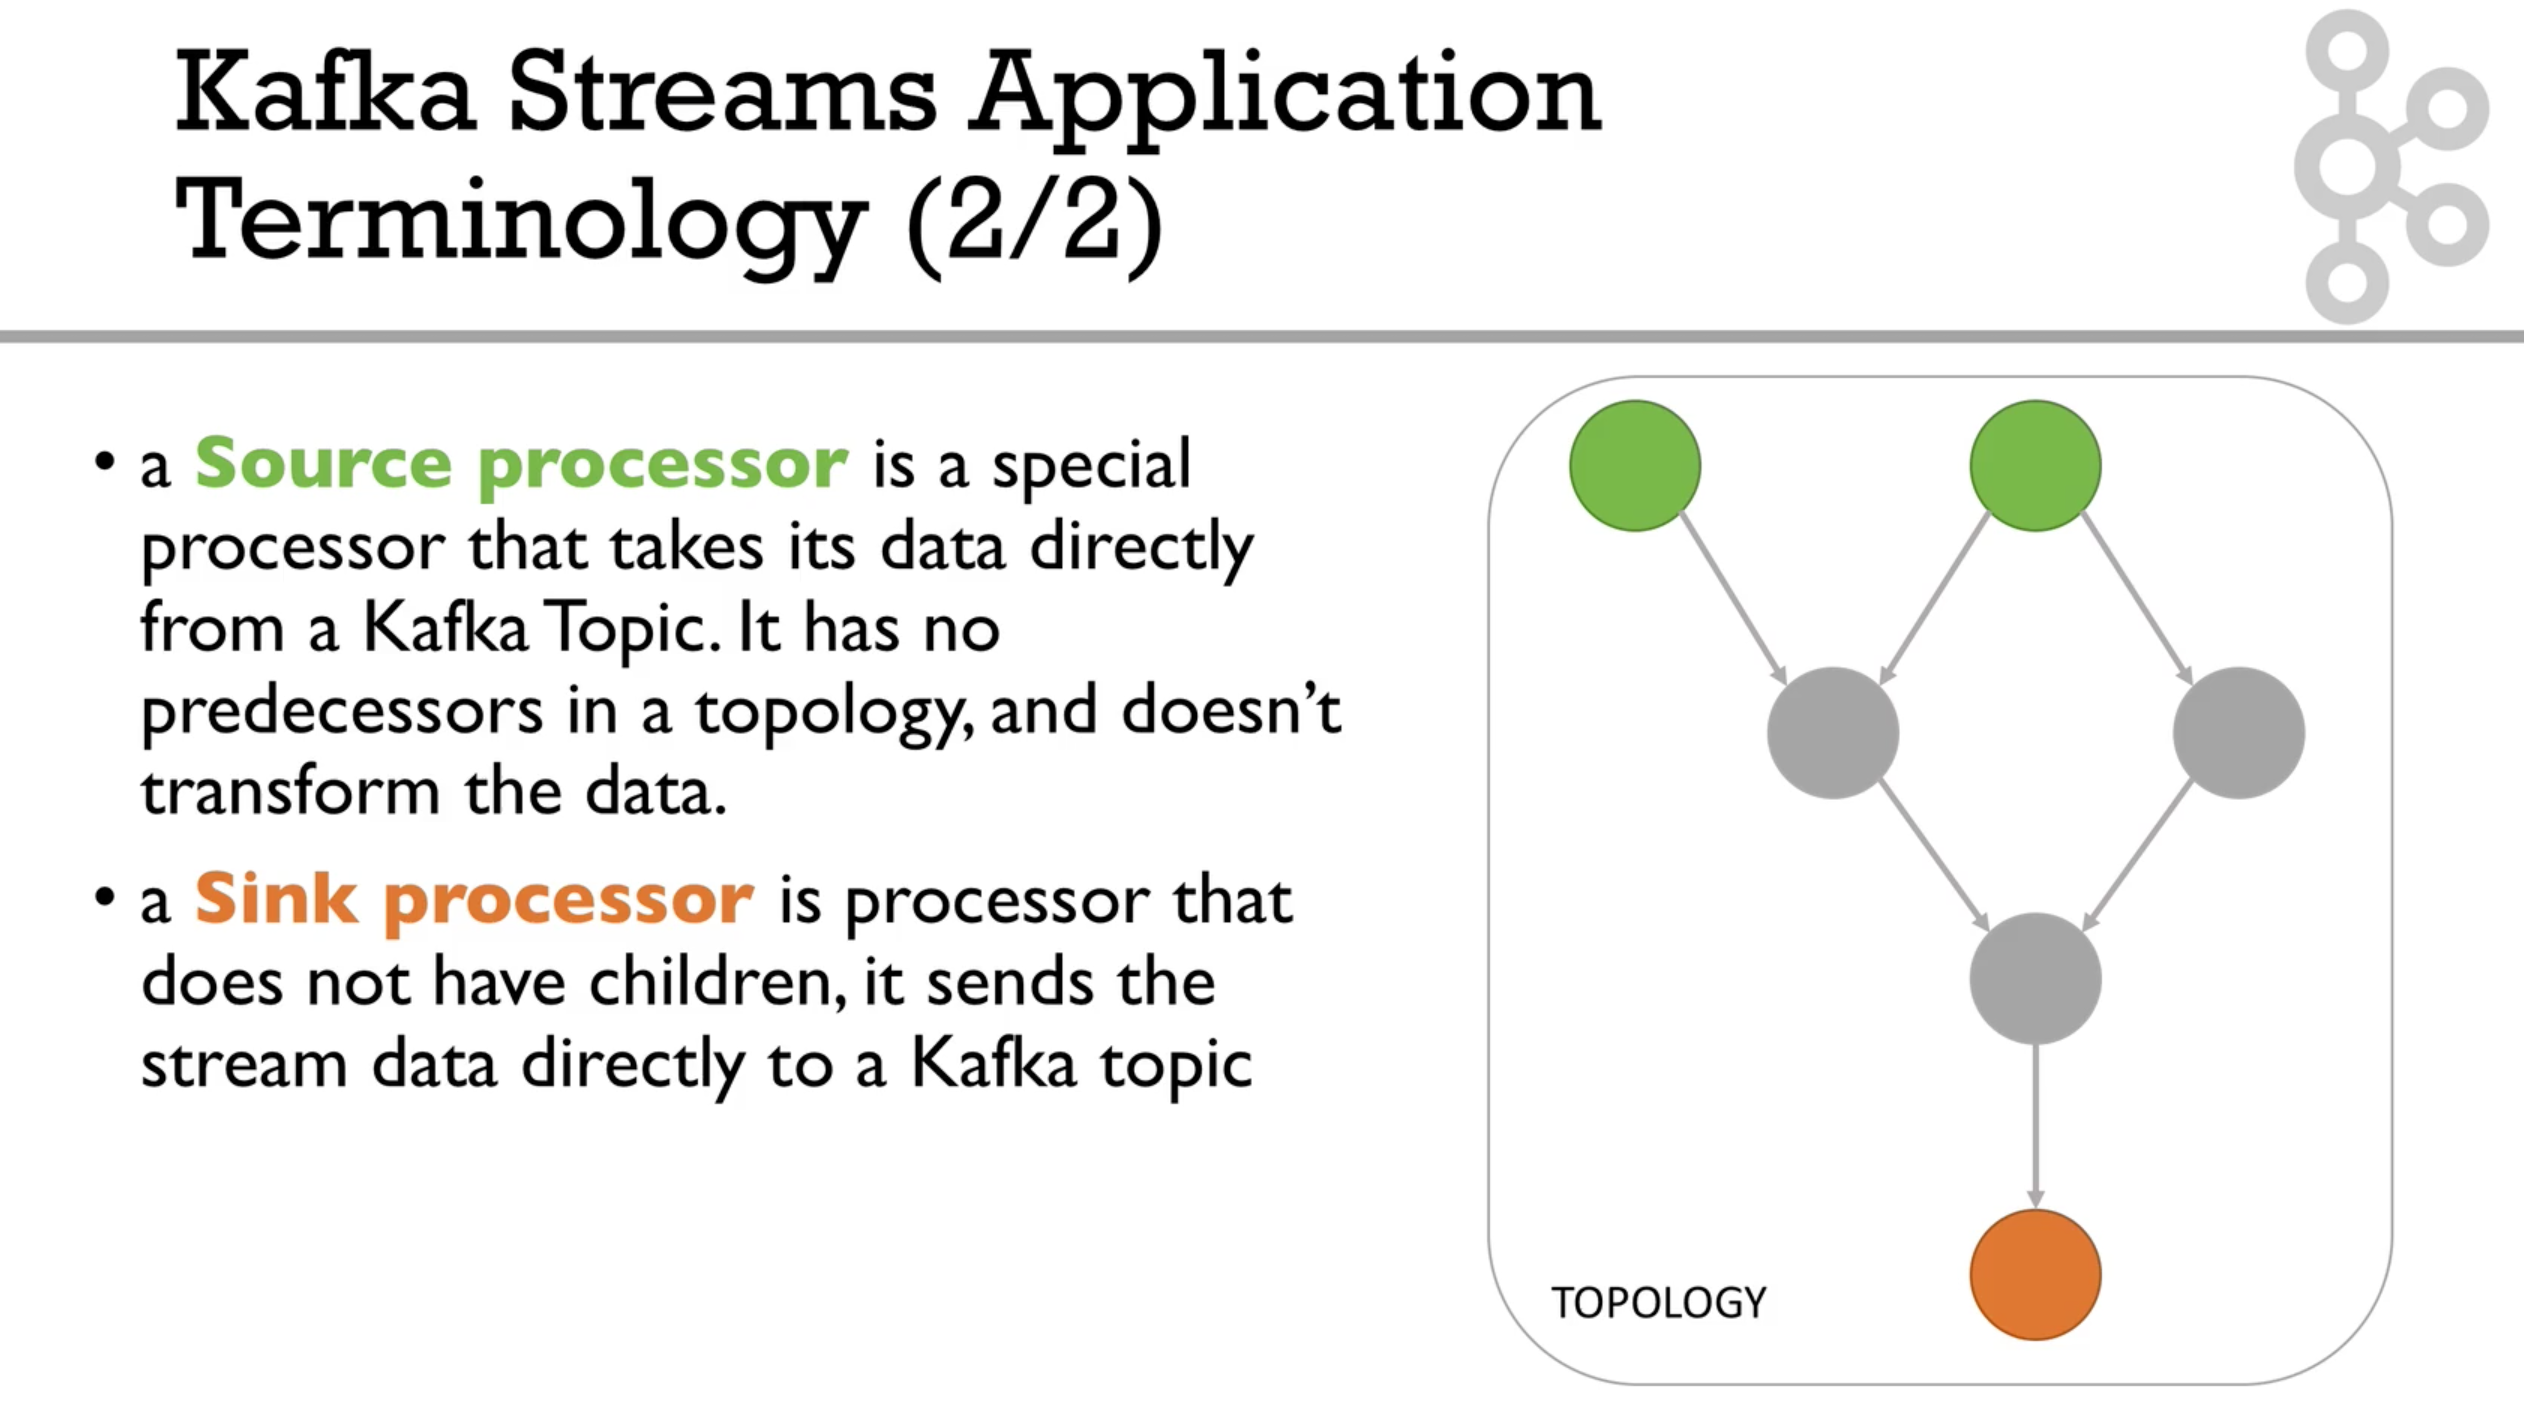 Kafka Streams Application
Terminology (2/2)
• a Source processor is a special
processor that takes its data directly
from a Kafka Topic. It has no
predecessors in a topology, and doesn’t
transform the data.
• a Sink processor is processor that
does not have children, it sends the
stream data directly to a Kafka topic
TOPOLOGY